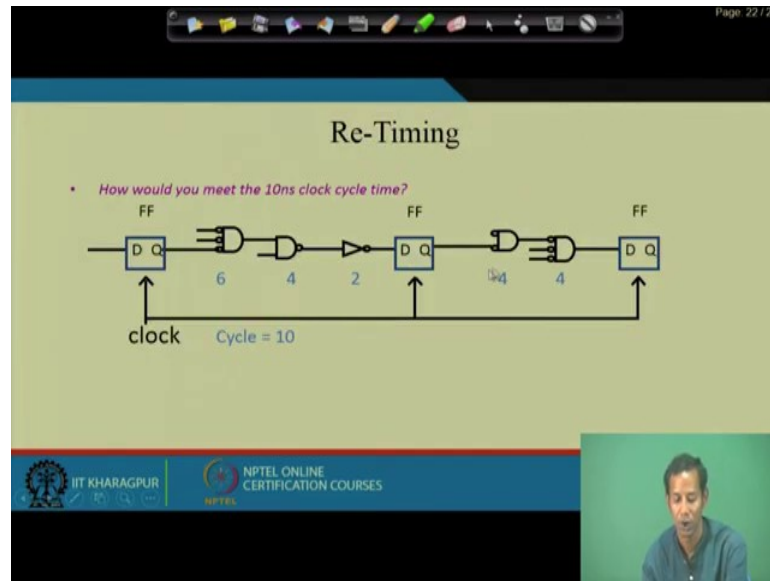 Page: 22 / 2
Re-Timing
• How would you meet the 10ns clock cycle time?
FF FF FF
D Q D Q D Q
6 4 2 4 4
clock Cycle = 10
IIT KHARAGPUR
NPTEL
NPTEL ONLINE
CERTIFICATION COURSES